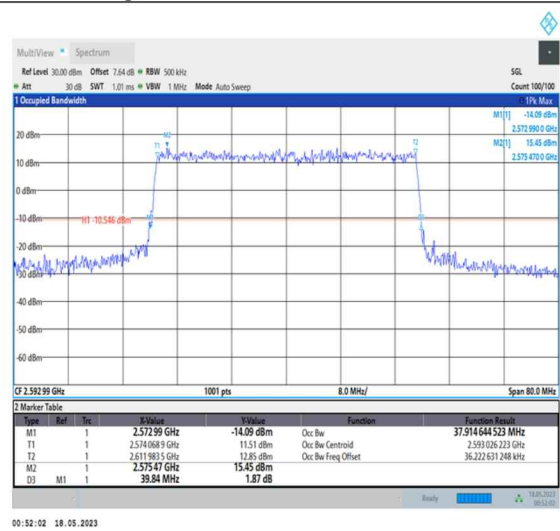 MultiView Spectrum
Ref Level 30.00 dBm Offset 7.64 dB RBW 500 kHz SGL
Att 30 dB SWT 1.01 ms VBW 1 MHz Mode Auto Sweep Count 100/100
1 Occupied Bandwidth 1Pk Max
M1[1] -14.09 dBm
2.572 990 0 GHz
M2[1] 15.45 dBm
2.575 470 0 GHz
M2
T1
T2
20 dBm
10 dBm
0 dBm
-10 dBm
H1 -10.546 dBm
-20 dBm
-30 dBm
-40 dBm
-50 dBm
-60 dBm
CF 2.592 99 GHz 1001 pts 8.0 MHz/ Span 80.0 MHz
2 Marker Table
Type Ref Trc X-Value Y-Value Function Function Result
M1 1 2.572 99 GHz -14.09 dBm Occ Bw 37.914 644 523 MHz
T1 1 2.574 068 9 GHz 11.51 dBm Occ Bw Centroid 2.593 026 223 GHz
T2 1 2.611 983 5 GHz 12.85 dBm Occ Bw Freq Offset 36.222 631 248 kHz
M2 1 2.575 47 GHz 15.45 dBm
D3 M1 1 39.84 MHz 1.87 dB
Ready 18.05.2023
00:52:02
00:52:02 18.05.2023